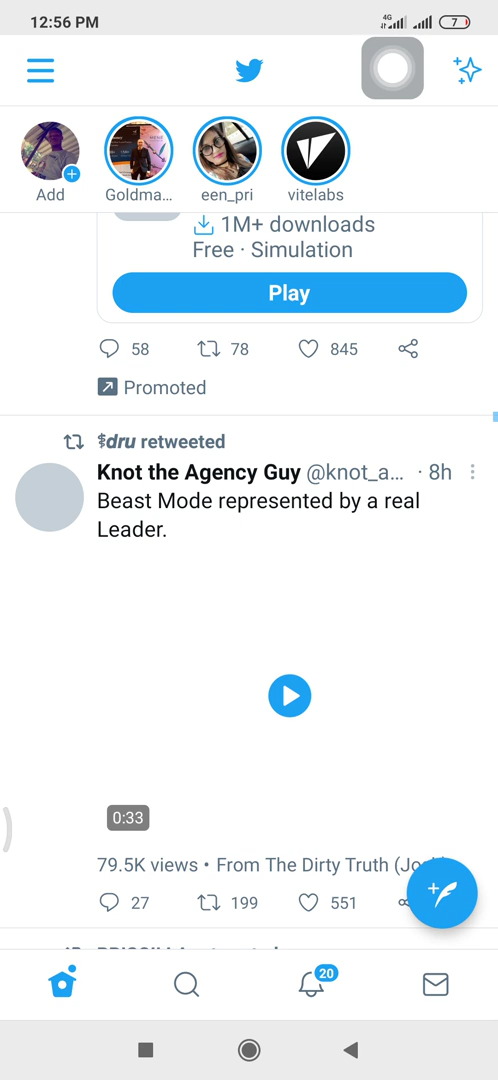 12:56 PM
4G
7
Add
Goldma...
een_pri
vitelabs
1M+ downloads
Free · Simulation
Play
58
78
845
Promoted
retweeted
Knot the Agency Guy @knot_a... · 8h
Beast Mode represented by a real
Leader.
0:33
79.5K views • From The Dirty Truth
27
199
551
20